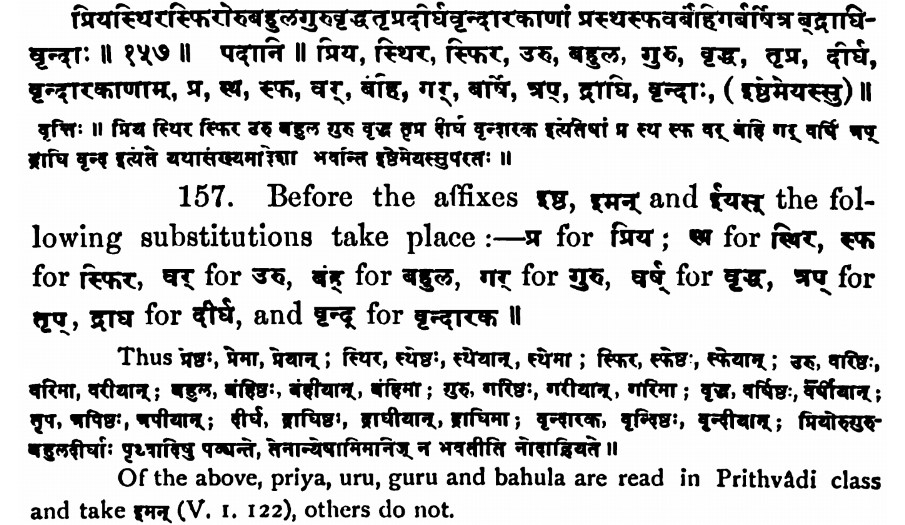 प्रियस्थिरस्फिरोरुबहुलगुरुवृद्धतृप्रदीर्घवृन्दारकाणां प्रस्थस्फवर्बंहिगर्वर्षित्रब्द्राघि-
वृन्दाः ॥ १५७ ॥ पदानि ॥ प्रिय, स्थिर, स्फिर, उरु, बहुल, गुरु, वृद्ध, तृप्र, दीर्घ,
वृन्दारकाणाम्, प्र, स्थ, स्फ, वर्, बंहि, गर्, वर्षि, त्रप्, द्राघि, वृन्दाः, ( इष्ठेमेयस्सु ) ॥
वृत्तिः ॥ प्रिय स्थिर स्फिर उरु बहुल गुरु वृद्ध तृप्र दीर्घ वृन्दारक इत्येतेषां प्र स्थ स्फ वर् बंहि गर् वर्षि त्रप्
द्राघि वृन्द इत्येते यथासंख्यमादेशा भवन्ति इष्ठेमेयस्सुपरतः ॥
157. Before the affixes इष्ठ, इमन् and ईयस् the fol-
lowing substitutions take place :—प्र for प्रिय ; स्थ for स्थिर, स्फ
for स्फिर, वर् for उरु, बंह् for बहुल, गर् for गुरु, वर्ष् for वृद्ध, त्रप् for
तृप्, द्राघ for दीर्घ, and वृन्द् for वृन्दारक ॥
Thus प्रेष्ठः, प्रेमा, प्रेयान् ; स्थिर, स्थेष्ठः, स्थेयान्, स्थेमा ; स्फिर, स्फेष्ठः, स्फेयान् ; उरु, वरिष्ठः,
वरिमा, वरीयान् ; बहुल, बंहिष्ठः, बंहीयान्, बंहिमा ; गुरु, गरिष्ठः, गरीयान्, गरिमा ; वृद्ध, वर्षिष्ठः, वर्षीयान् ;
तृप, त्रपिष्ठः, त्रपीयान् ; दीर्घ, द्राघिष्ठः, द्राघीयान्, द्राघिमा ; वृन्दारक, वृन्दिष्ठः, वृन्दीयान् ; प्रियोरुगुरु-
बहुलदीर्घाः पृथ्वादिषु पठ्यन्ते, तेनान्येषामिमनिज् न भवतीति नोदाह्रियते ॥
Of the above, priya, uru, guru and bahula are read in Prithvâdi class
and take इमन् (V. 1. 122), others do not.